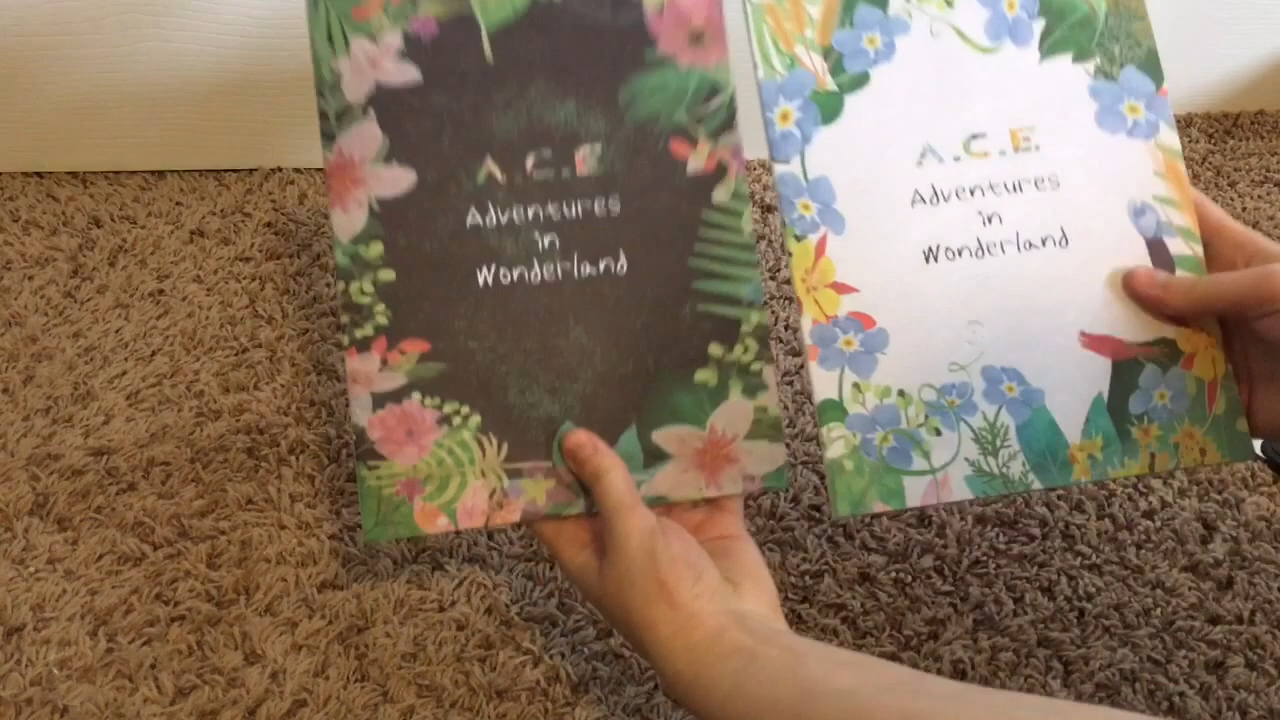 A.C.E
Adventures
in
Wonderland
A.C.E.
Adventures
in
Wonderland